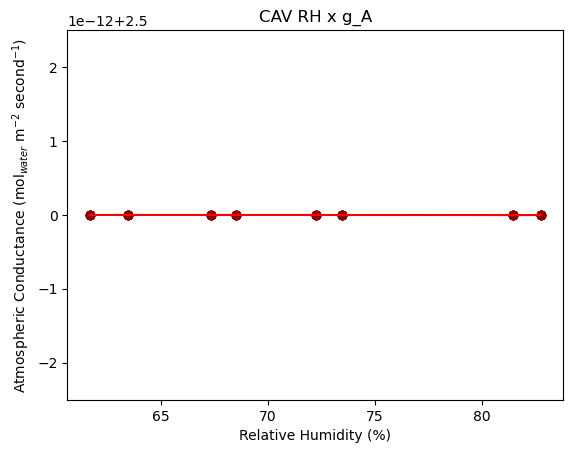 CAV RH x g_A
1e−12+2.5
2
1
0
−1
−2
Atmospheric Conductance (mol_water m⁻² second⁻¹)
65 70 75 80
Relative Humidity (%)